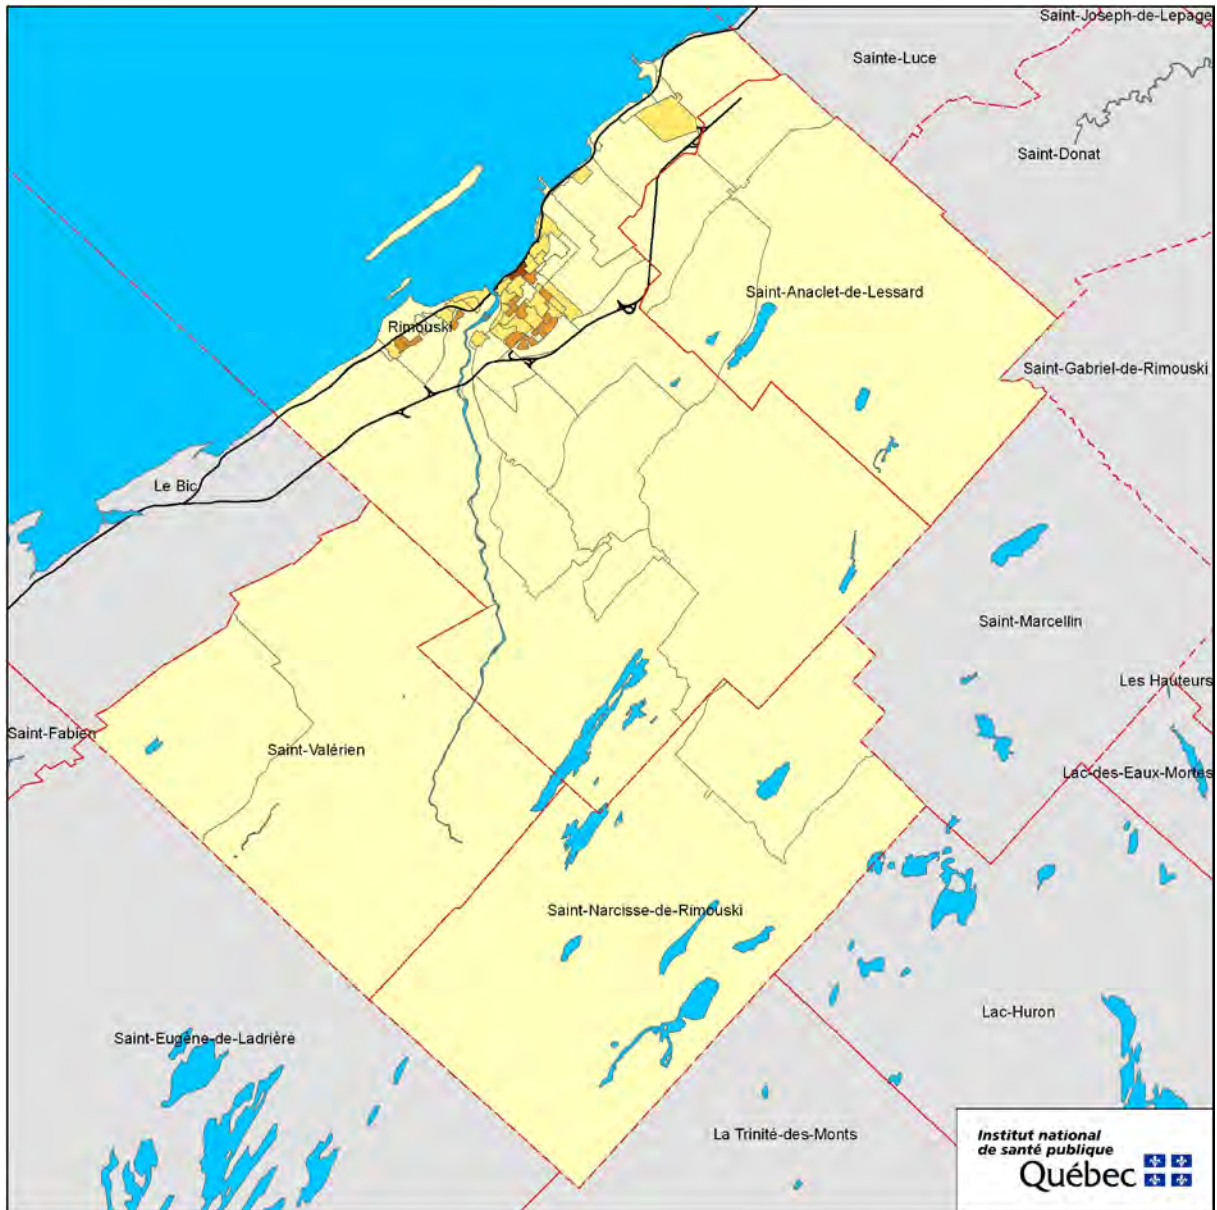 Saint-Joseph-de-Lepage
Sainte-Luce
Saint-Donat
Saint-Anaclet-de-Lessard
Rimouski
Saint-Gabriel-de-Rimouski
Le Bic
Saint-Marcellin
Les Hauteurs
Saint-Fabien
Saint-Valérien
Lac-des-Eaux-Mortes
Saint-Narcisse-de-Rimouski
Lac-Huron
Saint-Eugène-de-Ladrière
La Trinité-des-Monts
Institut national
de santé publique
Québec